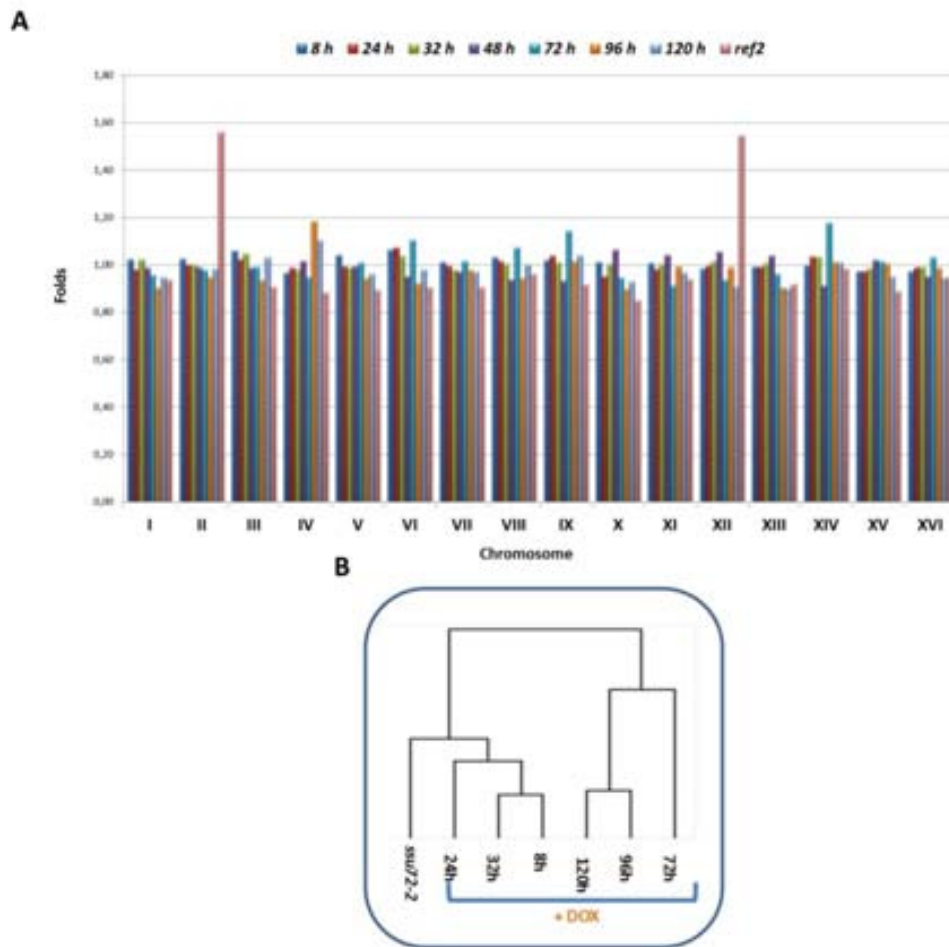 A
8 h 24 h 32 h 48 h 72 h 96 h 120 h ref2
1,80
1,60
1,40
1,20
1,00
0,80
0,60
0,40
0,20
0,00
Folds
I II III IV V VI VII VIII IX X XI XII XIII XIV XV XVI
Chromosome
B
ssu72-2 24h 32h 8h 120h 96h 72h
+ DOX